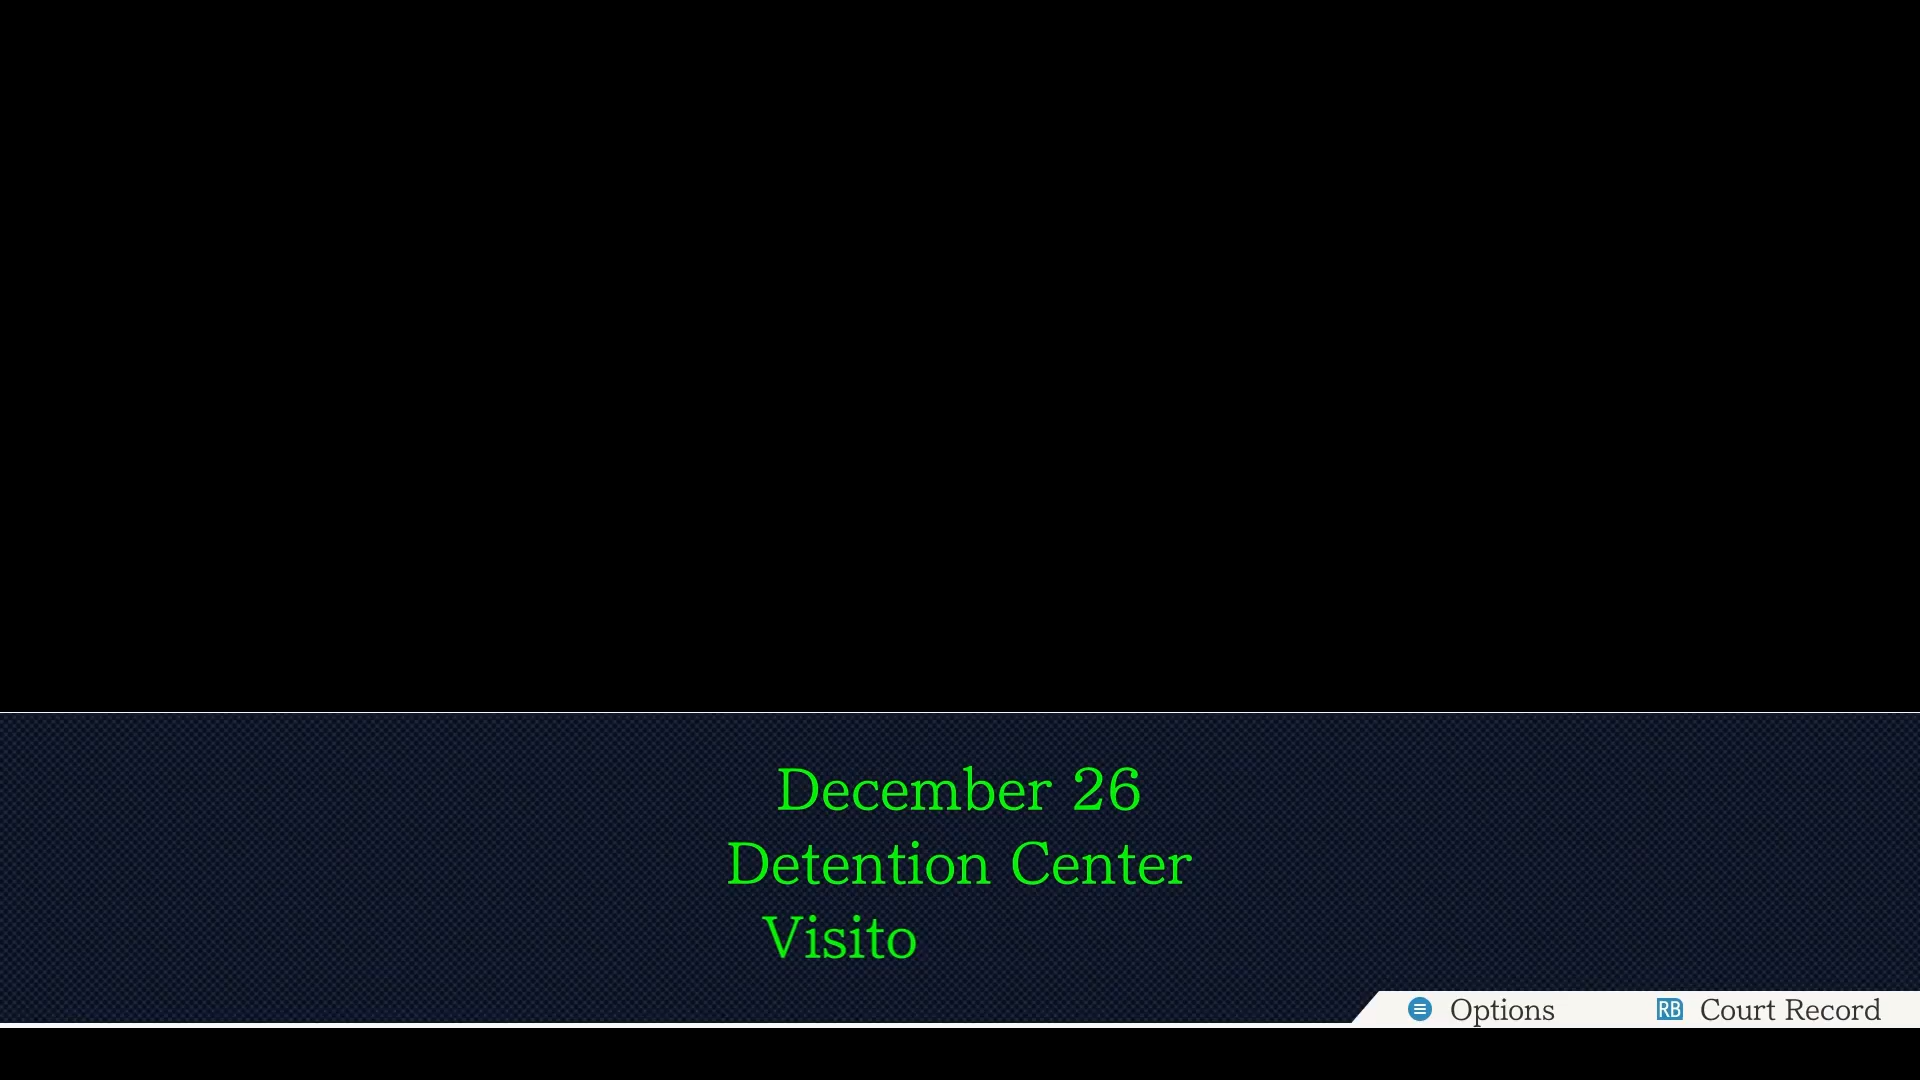 December 26
Detention Center
Visito
Options
RB Court Record